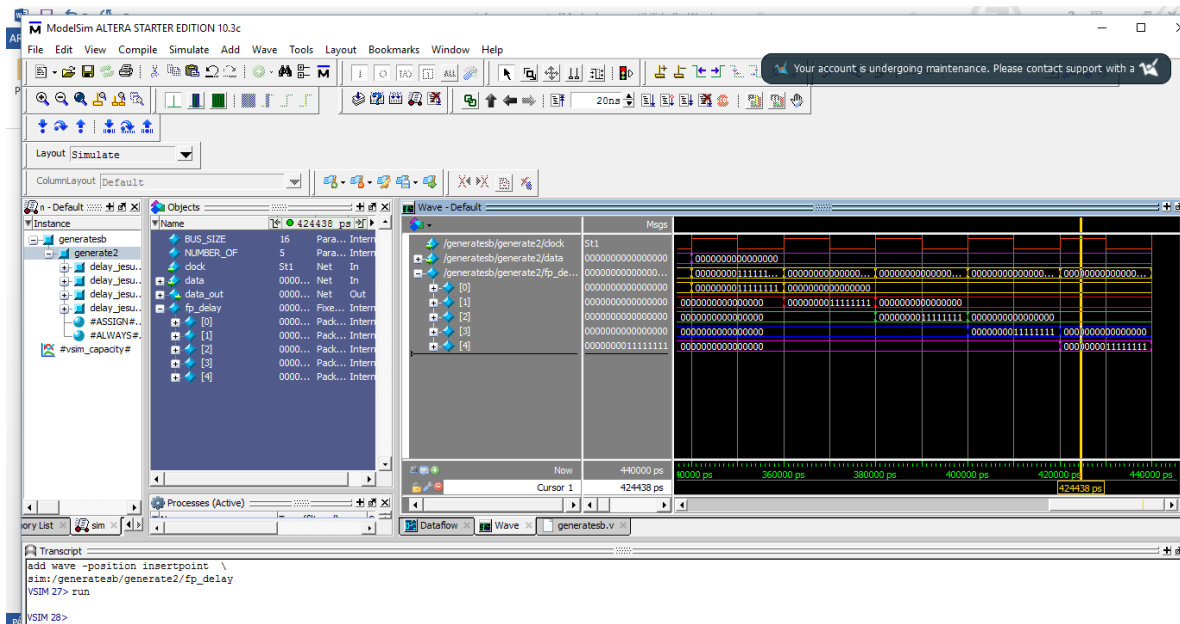 ModelSim ALTERA STARTER EDITION 10.3c
File Edit View Compile Simulate Add Wave Tools Layout Bookmarks Window Help
Your account is undergoing maintenance. Please contact support with a
20ns
Layout Simulate
ColumnLayout Default
n - Default
Instance
generatesb
generate2
delay_jesu..
delay_jesu..
delay_jesu..
delay_jesu..
#ASSIGN#..
#ALWAYS#.
#vsim_capacity#
Objects
Name 424438 ps
BUS_SIZE 16 Para... Intern
NUMBER_OF 5 Para... Intern
clock St1 Net In
data 0000... Net In
data_out 0000... Net Out
fp_delay 0000... Fixe... Intern
[0] 0000... Pack... Intern
[1] 0000... Pack... Intern
[2] 0000... Pack... Intern
[3] 0000... Pack... Intern
[4] 0000... Pack... Intern
Processes (Active)
Wave - Default
Msgs
/generatesb/generate2/clock St1
/generatesb/generate2/data 0000000000000000 0000000000000000
/generatesb/generate2/fp_de... 0000000000000... 0000000011111... 00000000000000... 00000000000000... 00000000000000... 00000000000000...
[0] 0000000000000000 0000000011111111 0000000000000000
[1] 0000000000000000 0000000000000000 0000000011111111 0000000000000000
[2] 0000000000000000 0000000000000000 0000000011111111 0000000000000000
[3] 0000000000000000 0000000000000000 0000000011111111 0000000000000000
[4] 0000000011111111 0000000000000000 0000000011111111
Now 440000 ps 360000 ps 380000 ps 400000 ps 420000 ps 440000 ps
Cursor 1 424438 ps 424438 ps
ory List sim Dataflow Wave generatesb.v
Transcript
add wave -position insertpoint \
sim:/generatesb/generate2/fp_delay
VSIM 27> run
VSIM 28>